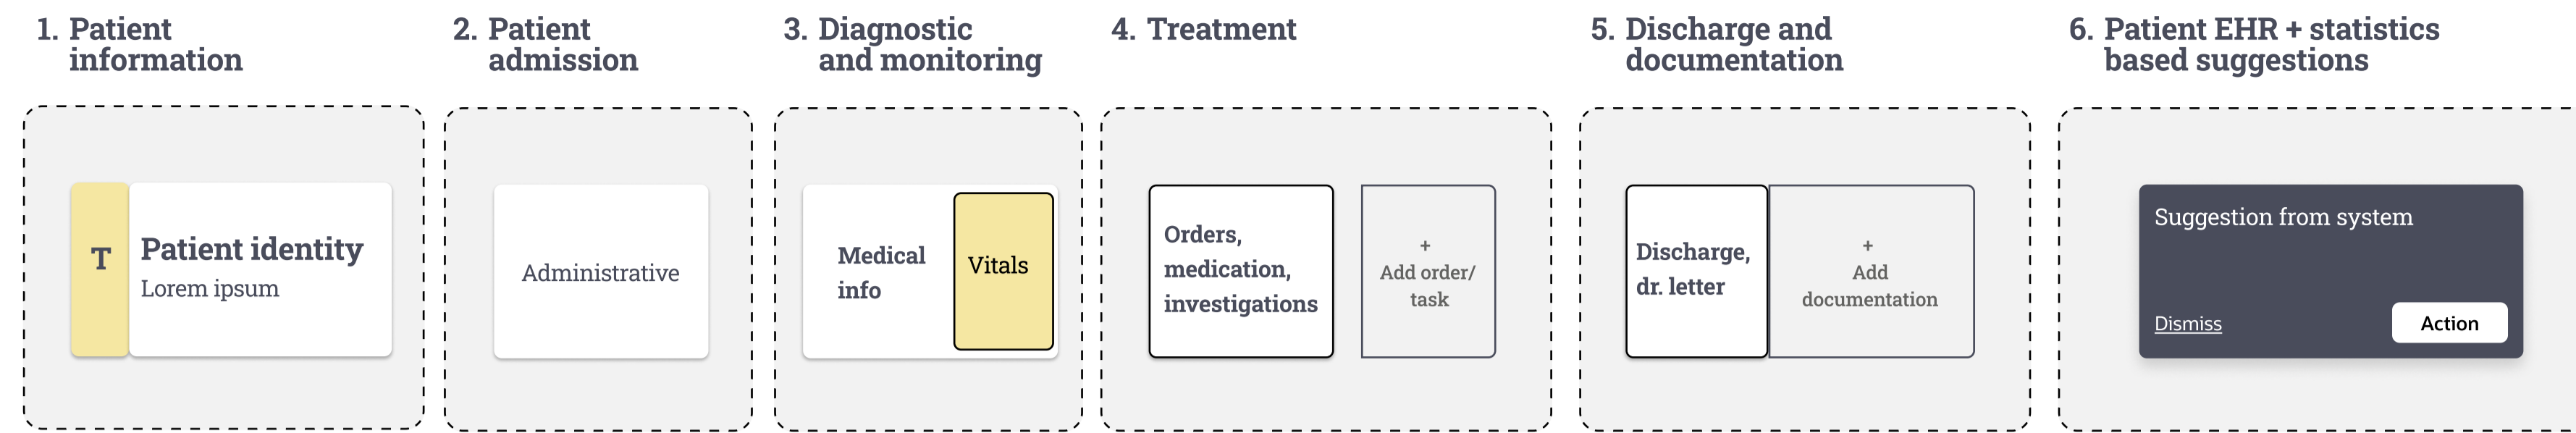 1. Patient
information
2. Patient
admission
3. Diagnostic
and monitoring
4. Treatment
5. Discharge and
documentation
6. Patient EHR + statistics
based suggestions
T
Patient identity
Lorem ipsum
Administrative
Medical
info
Vitals
Orders,
medication,
investigations
+
Add order/
task
Discharge,
dr. letter
+
Add
documentation
Suggestion from system
Dismiss
Action